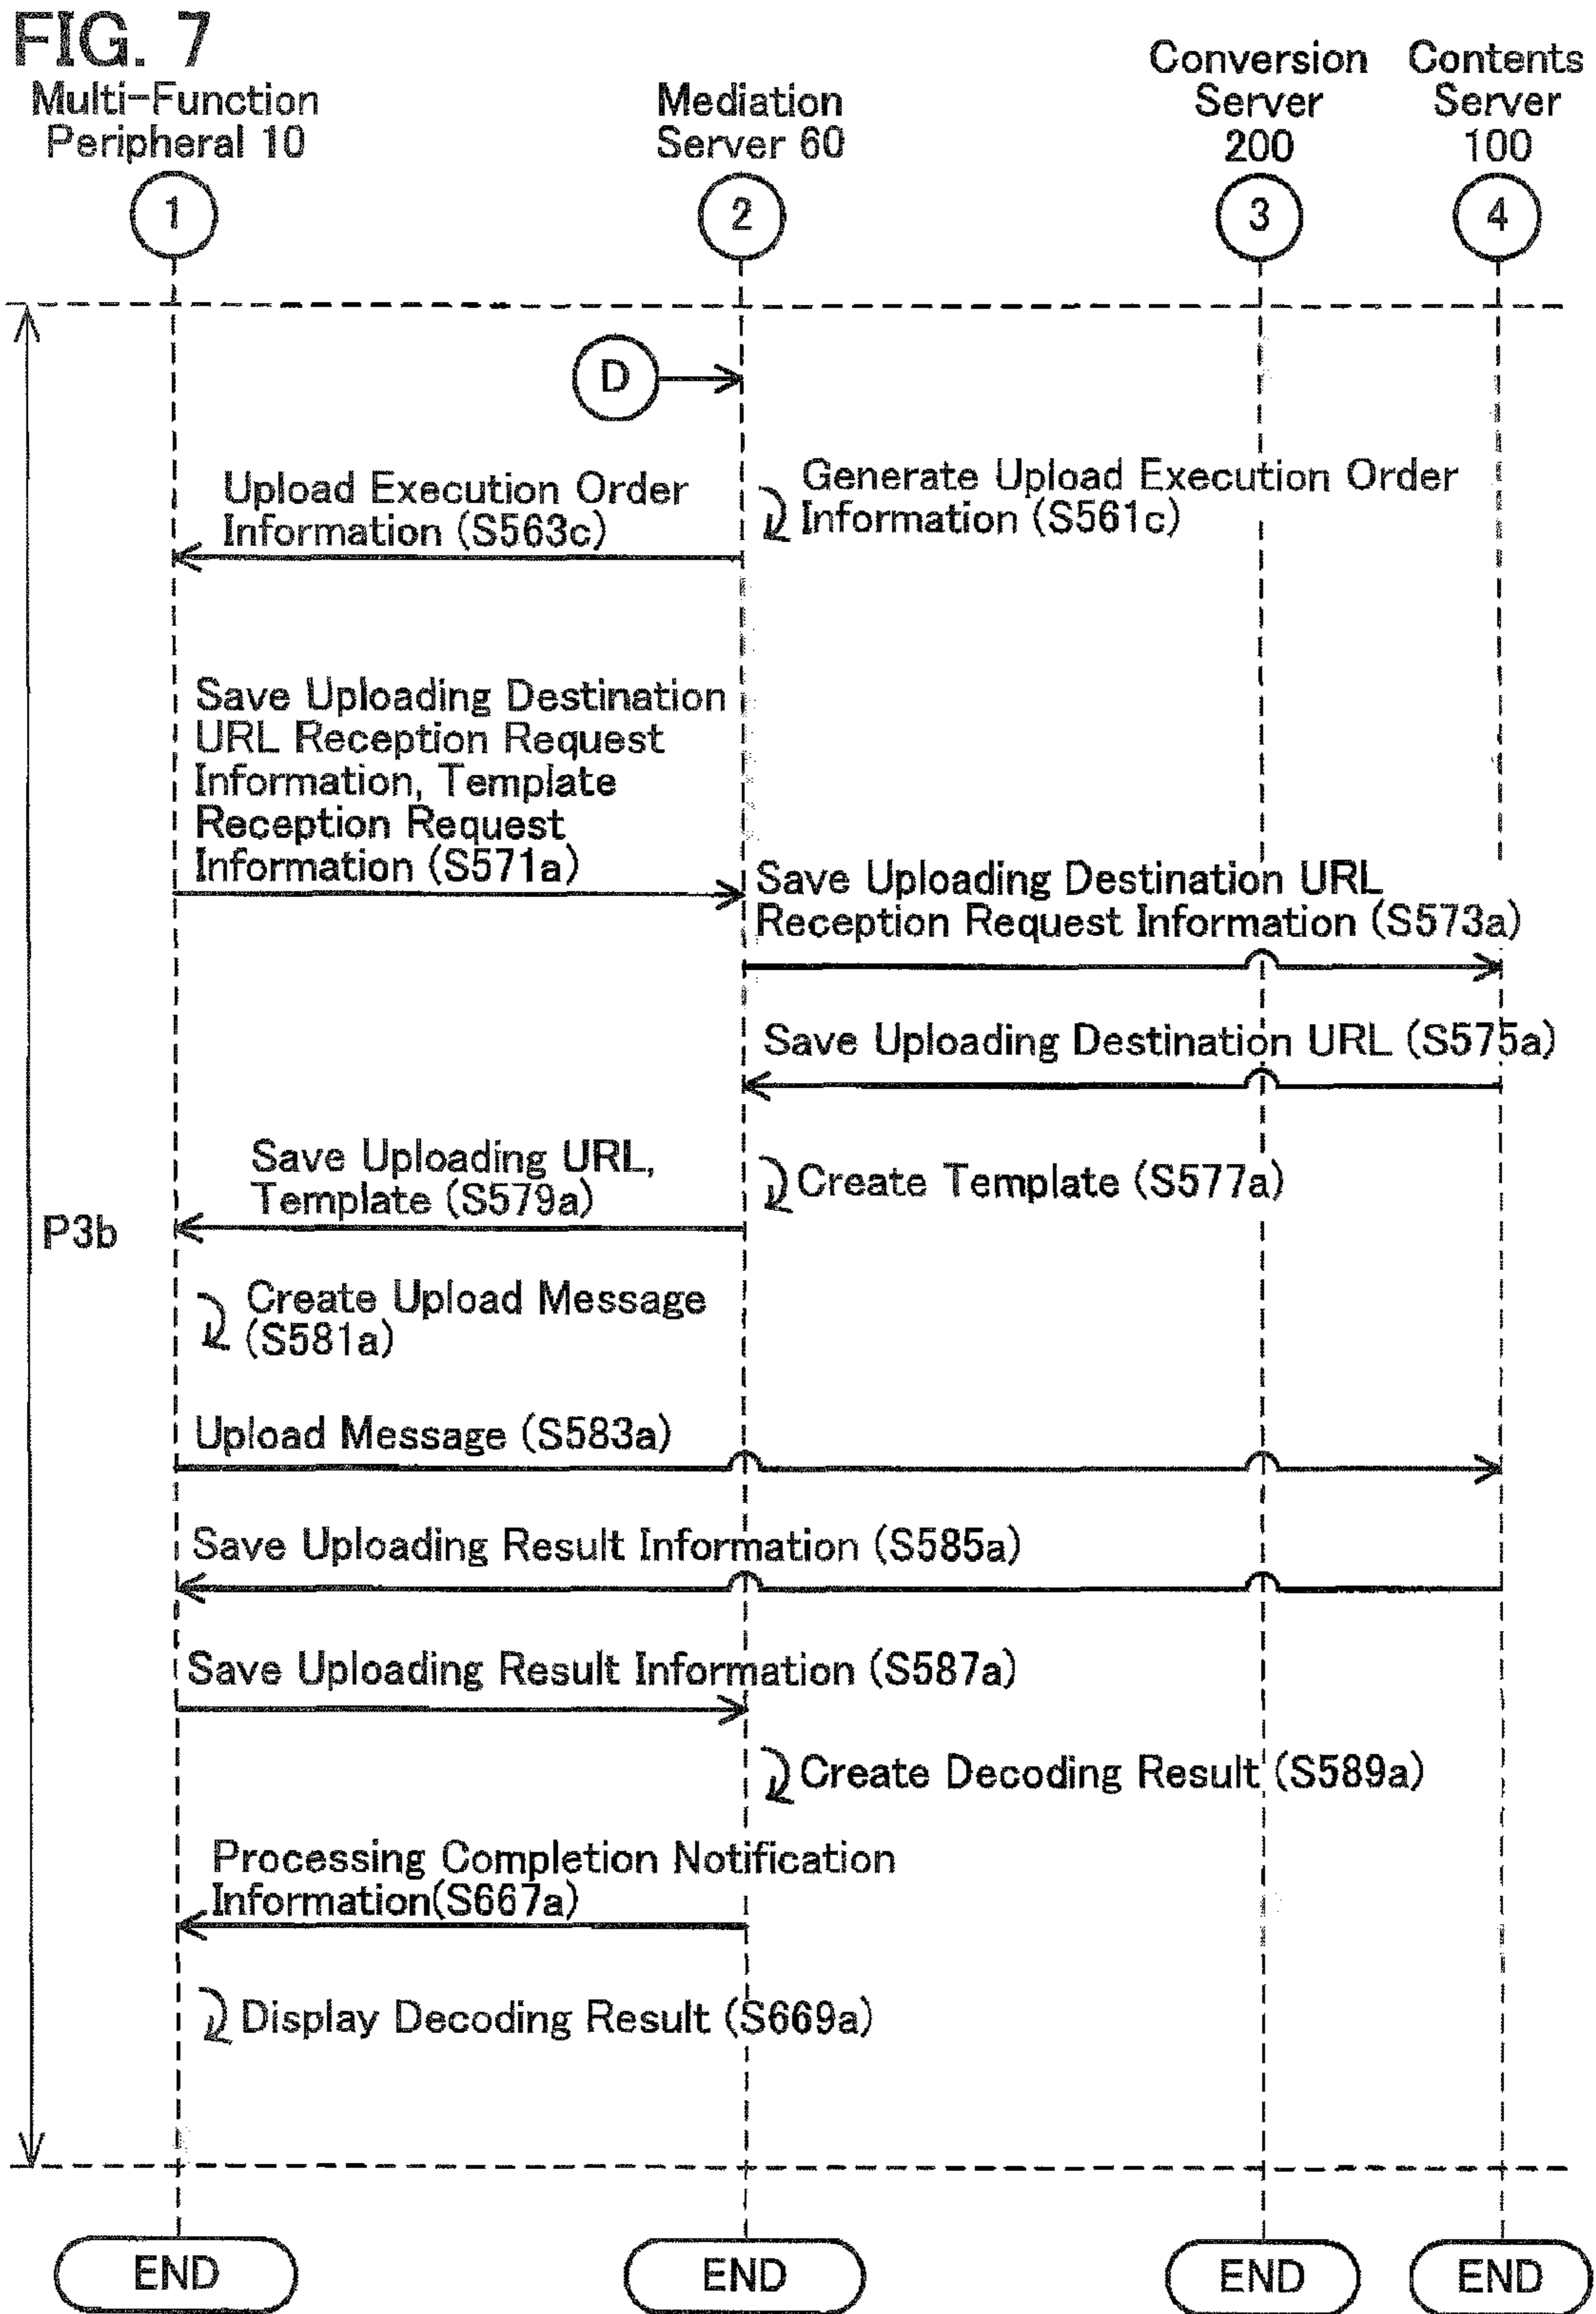 FIG. 7
Multi-Function
Peripheral 10
Mediation
Server 60
Conversion
Server
200
Contents
Server
100
1
2
3
4
D
Generate Upload Execution Order
Information (S561c)
Upload Execution Order
Information (S563c)
Save Uploading Destination
URL Reception Request
Information, Template
Reception Request
Information (S571a)
Save Uploading Destination URL
Reception Request Information (S573a)
Save Uploading Destination URL (S575a)
Create Template (S577a)
Save Uploading URL,
Template (S579a)
P3b
Create Upload Message
(S581a)
Upload Message (S583a)
Save Uploading Result Information (S585a)
Save Uploading Result Information (S587a)
Create Decoding Result (S589a)
Processing Completion Notification
Information(S667a)
Display Decoding Result (S669a)
END
END
END
END